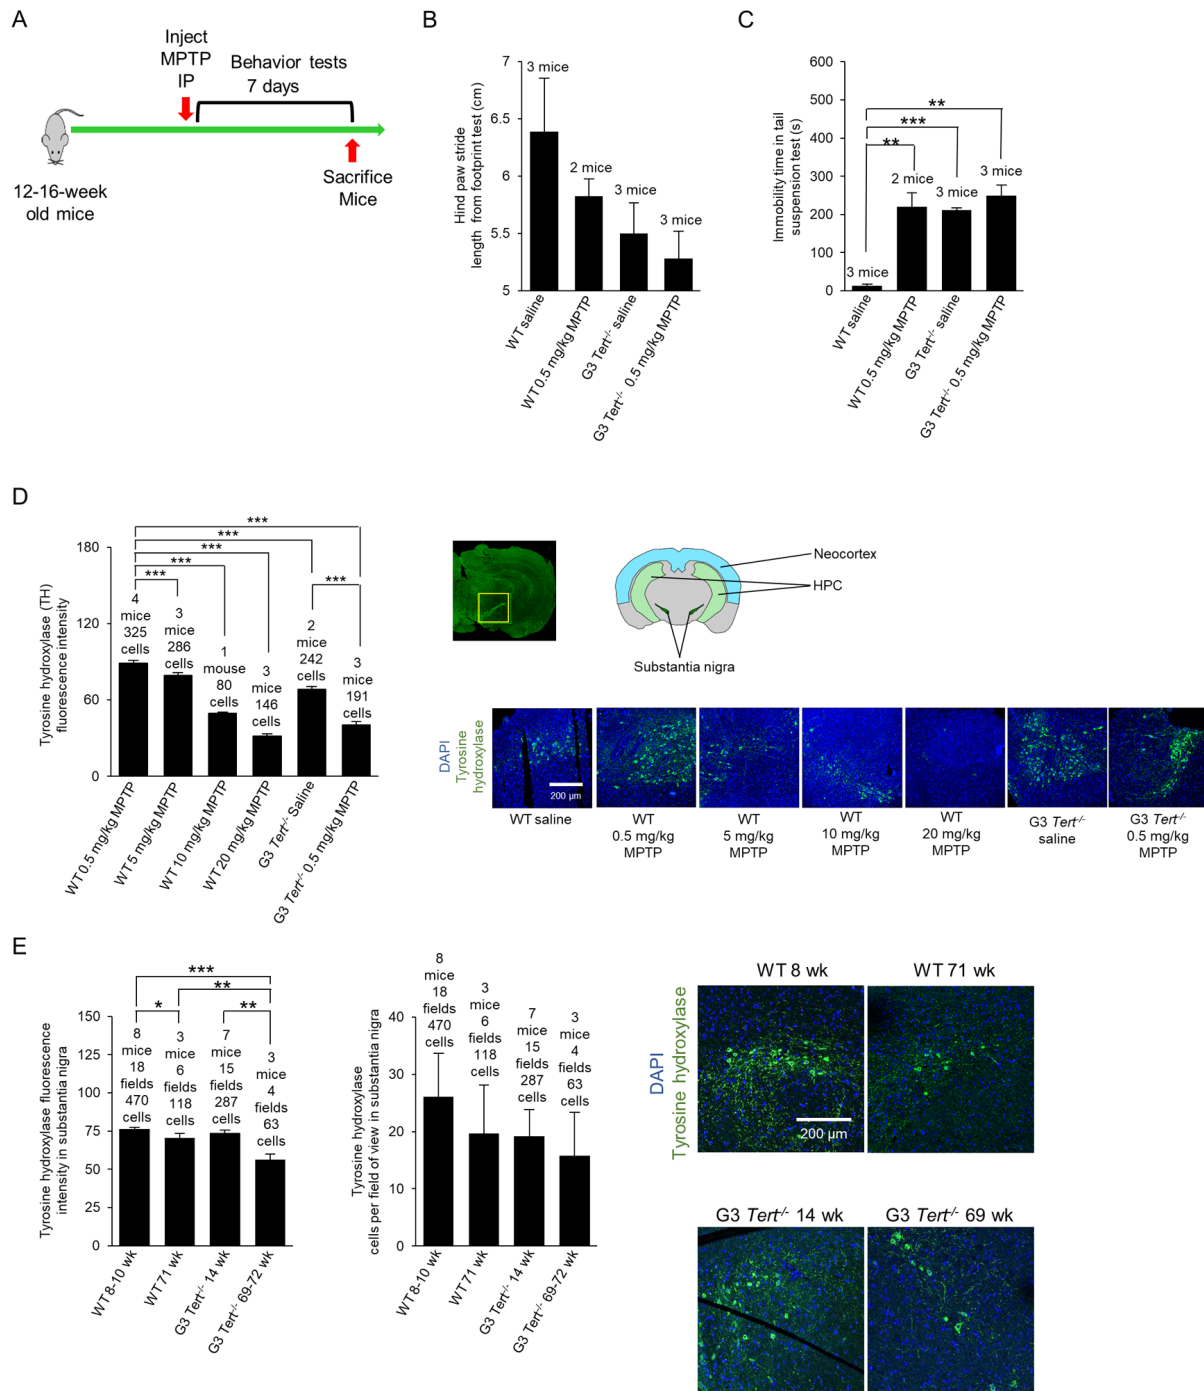 A
Inject
MPTP
IP
Behavior tests
7 days
12-16-week
old mice
Sacrifice
Mice
B
Hind paw stride
length from footprint test (cm)
7
6.5
6
5.5
5
3 mice
2 mice
3 mice
3 mice
WT saline
WT 0.5 mg/kg MPTP
G3 Tert-/- saline
G3 Tert-/- 0.5 mg/kg MPTP
C
Immobility time in tail
suspension test (s)
600
500
400
300
200
100
0
**
***
**
3 mice
2 mice
3 mice
3 mice
WT saline
WT 0.5 mg/kg MPTP
G3 Tert-/- saline
G3 Tert-/- 0.5 mg/kg MPTP
D
Tyrosine hydroxylase (TH)
fluorescence intensity
180
120
60
0
***
***
***
***
***
***
4
mice
325
cells
3
mice
286
cells
1
mouse
80
cells
3
mice
146
cells
2
mice
242
cells
3
mice
191
cells
WT 0.5 mg/kg MPTP
WT 5 mg/kg MPTP
WT 10 mg/kg MPTP
WT 20 mg/kg MPTP
G3 Tert-/- Saline
G3 Tert-/- 0.5 mg/kg MPTP
Neocortex
HPC
Substantia nigra
DAPI
Tyrosine
hydroxylase
200 µm
WT saline
WT
0.5 mg/kg
MPTP
WT
5 mg/kg
MPTP
WT
10 mg/kg
MPTP
WT
20 mg/kg
MPTP
G3 Tert-/-
saline
G3 Tert-/-
0.5 mg/kg
MPTP
E
Tyrosine hydroxylase fluorescence
intensity in substantia nigra
150
125
100
75
50
25
0
***
**
*
**
8
mice
18
fields
470
cells
3
mice
6
fields
118
cells
7
mice
15
fields
287
cells
3
mice
4
fields
63
cells
WT 8-10 wk
WT 71 wk
G3 Tert-/- 14 wk
G3 Tert-/- 69-72 wk
Tyrosine hydroxylase
cells per field of view in substantia nigra
40
30
20
10
0
8
mice
18
fields
470
cells
3
mice
6
fields
118
cells
7
mice
15
fields
287
cells
3
mice
4
fields
63
cells
WT 8-10 wk
WT 71 wk
G3 Tert-/- 14 wk
G3 Tert-/- 69-72 wk
DAPI
Tyrosine hydroxylase
WT 8 wk
WT 71 wk
200 µm
G3 Tert-/- 14 wk
G3 Tert-/- 69 wk